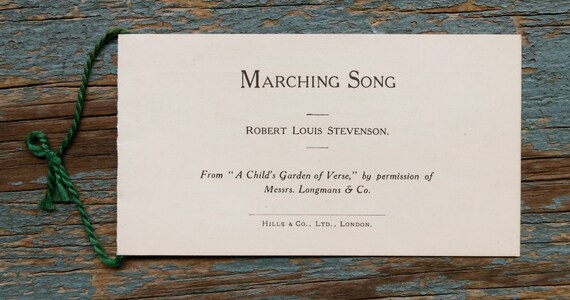 MARCHING SONG
ROBERT LOUIS STEVENSON.
From "A Child's Garden of Verse," by permission of
Messrs. Longmans & Co.
HILLS & CO., LTD., LONDON.